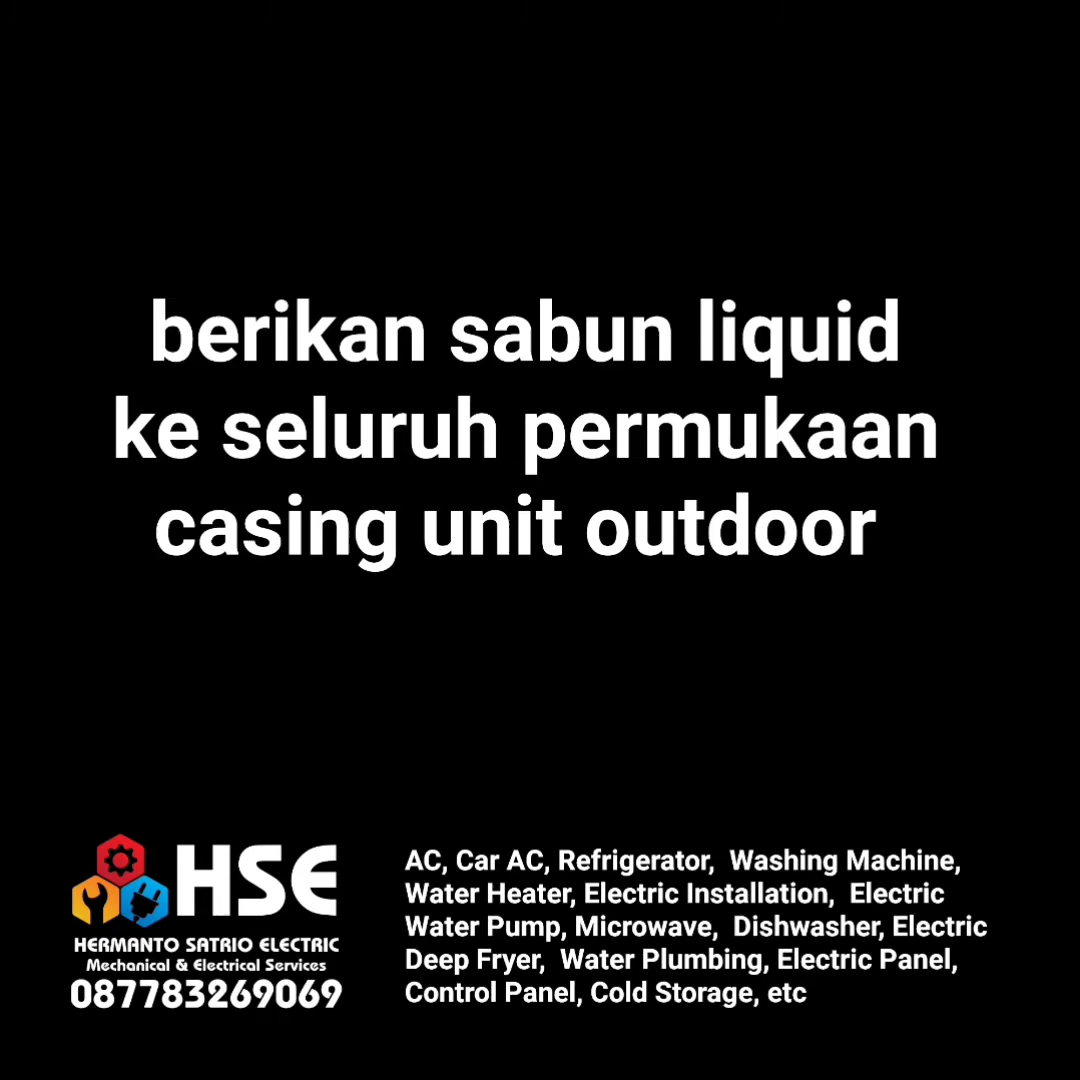 berikan sabun liquid
ke seluruh permukaan
casing unit outdoor
HSE
HERMANTO SATRIO ELECTRIC
Mechanical & Electrical Services
087783269069
AC, Car AC, Refrigerator, Washing Machine,
Water Heater, Electric Installation, Electric
Water Pump, Microwave, Dishwasher, Electric
Deep Fryer, Water Plumbing, Electric Panel,
Control Panel, Cold Storage, etc